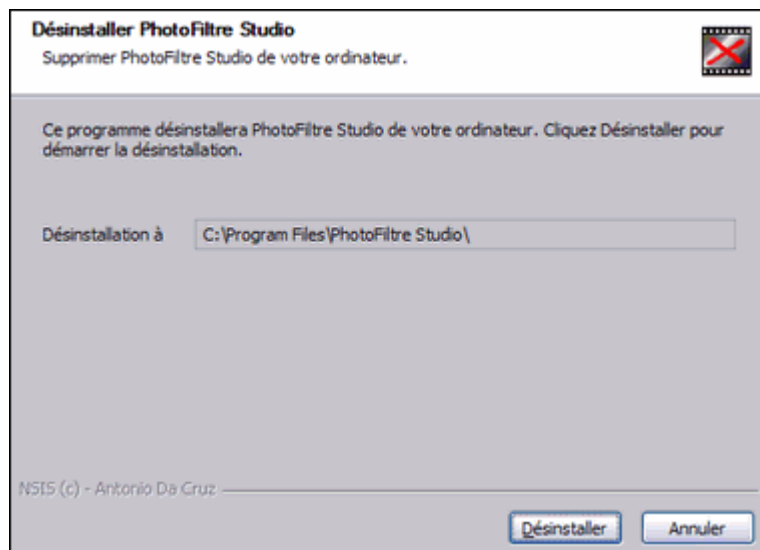 Désinstaller PhotoFiltre Studio
Supprimer PhotoFiltre Studio de votre ordinateur.
Ce programme désinstallera PhotoFiltre Studio de votre ordinateur. Cliquez Désinstaller pour
démarrer la désinstallation.
Désinstallation à C:\Program Files\PhotoFiltre Studio\
NSIS (c) - Antonio Da Cruz
Désinstaller Annuler